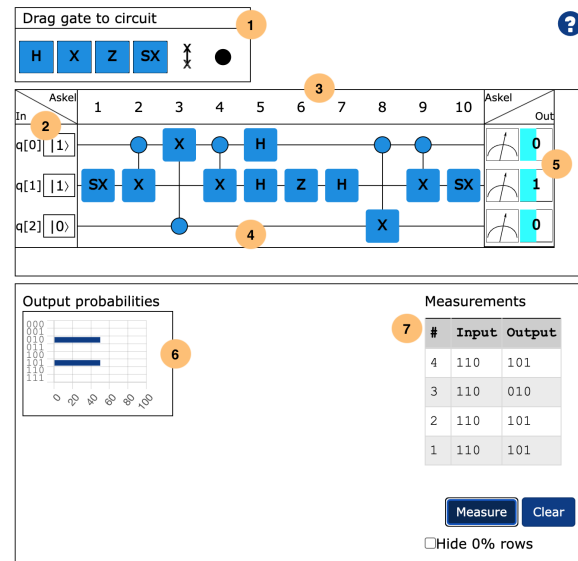 Drag gate to circuit
1
?
H X Z SX
3
Askel 1 2 3 4 5 6 7 8 9 10 Askel
In Out
2
q[0] |1⟩ X H 0
5
q[1] |1⟩ SX X X H Z H X SX 1
q[2] |0⟩ X 0
4
Output probabilities
000
001
010
011
100
101
110
111
0 20 40 60 80 100
6
Measurements
7
# Input Output
4 110 101
3 110 010
2 110 101
1 110 101
Measure Clear
Hide 0% rows